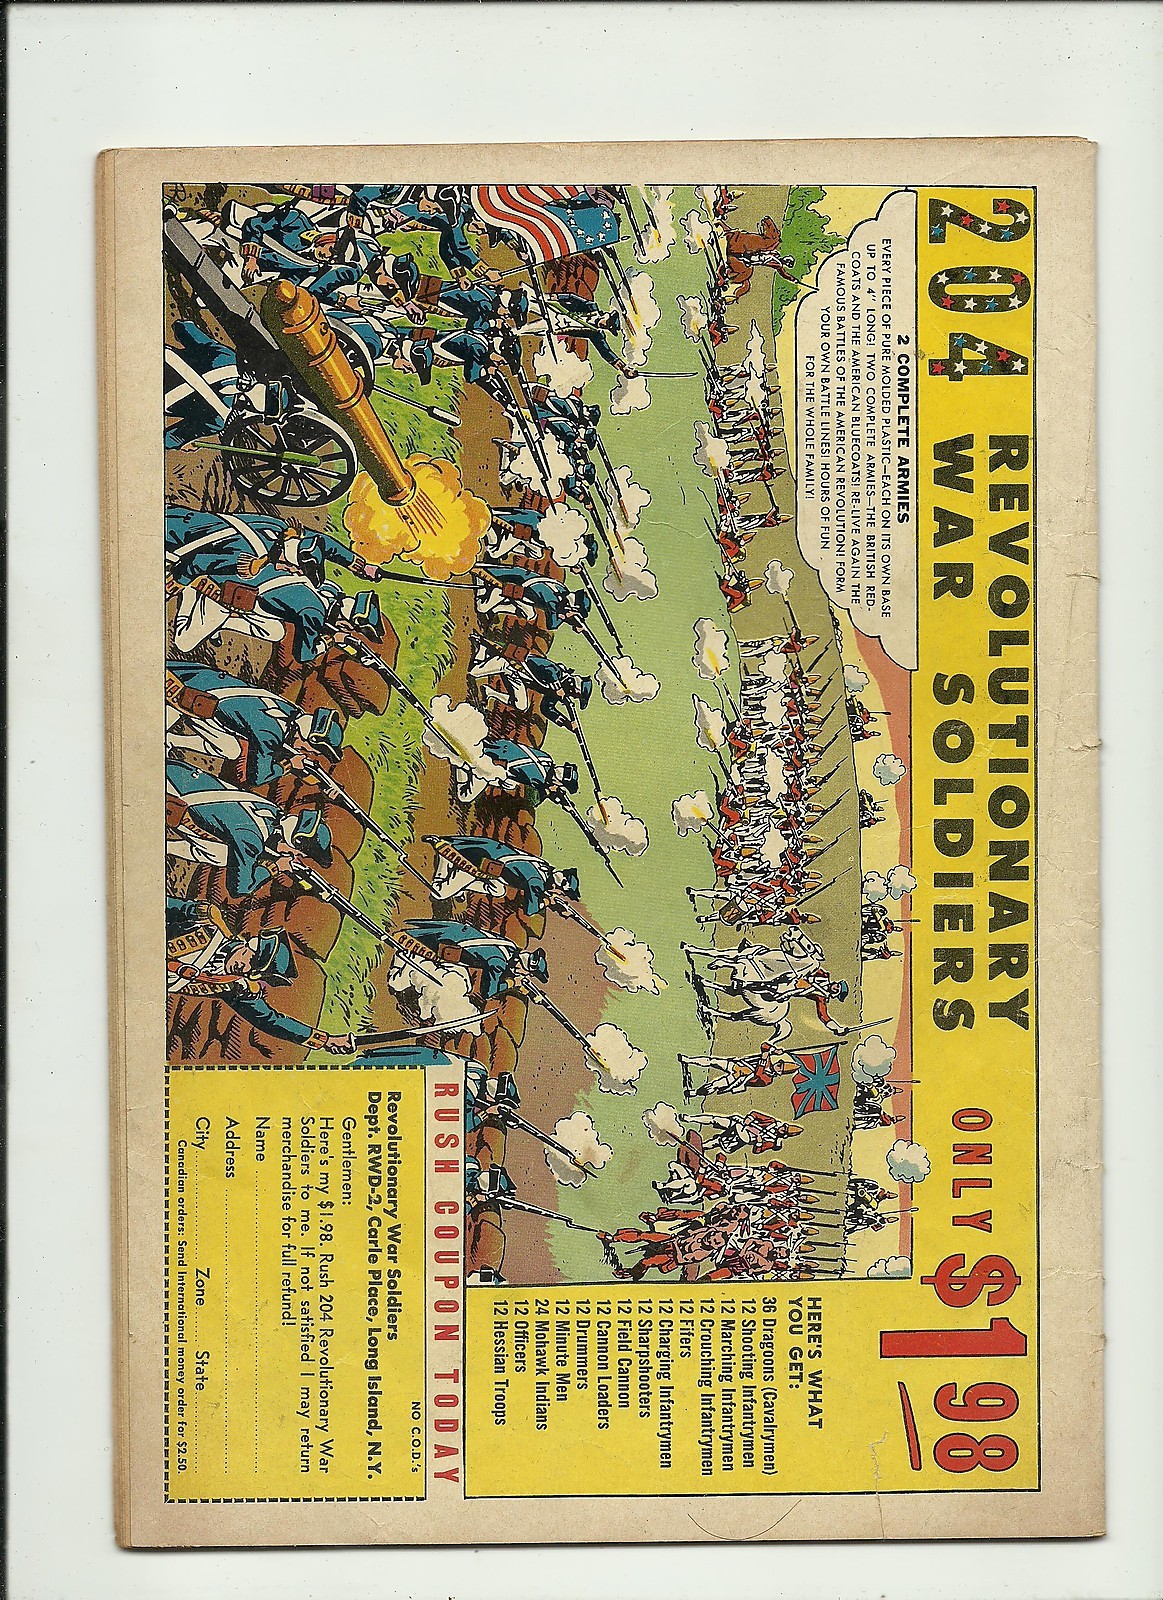 204 REVOLUTIONARY
WAR SOLDIERS
ONLY $198
2 COMPLETE ARMIES
EVERY PIECE OF PURE MOLDED PLASTIC—EACH ON ITS OWN BASE
UP TO 4" LONG! TWO COMPLETE ARMIES—THE BRITISH RED-
COATS AND THE AMERICAN BLUECOATS! RE-LIVE AGAIN THE
FAMOUS BATTLES OF THE AMERICAN REVOLUTION! FORM
YOUR OWN BATTLE LINES! HOURS OF FUN
FOR THE WHOLE FAMILY!
HERE'S WHAT
YOU GET:
36 Dragoons (Cavalrymen)
12 Shooting Infantrymen
12 Marching Infantrymen
12 Crouching Infantrymen
12 Fifers
12 Charging Infantrymen
12 Sharpshooters
12 Field Cannon
12 Cannon Loaders
12 Drummers
12 Minute Men
24 Mohawk Indians
12 Officers
12 Hessian Troops
RUSH COUPON TODAY
NO C.O.D.'s
Revolutionary War Soldiers
Dept. RWD-2, Carle Place, Long Island, N.Y.
Gentlemen:
Here's my $1.98. Rush 204 Revolutionary War
Soldiers to me. If not satisfied I may return
merchandise for full refund!
Name
Address
City Zone State
Canadian orders: Send International money order for $2.50.